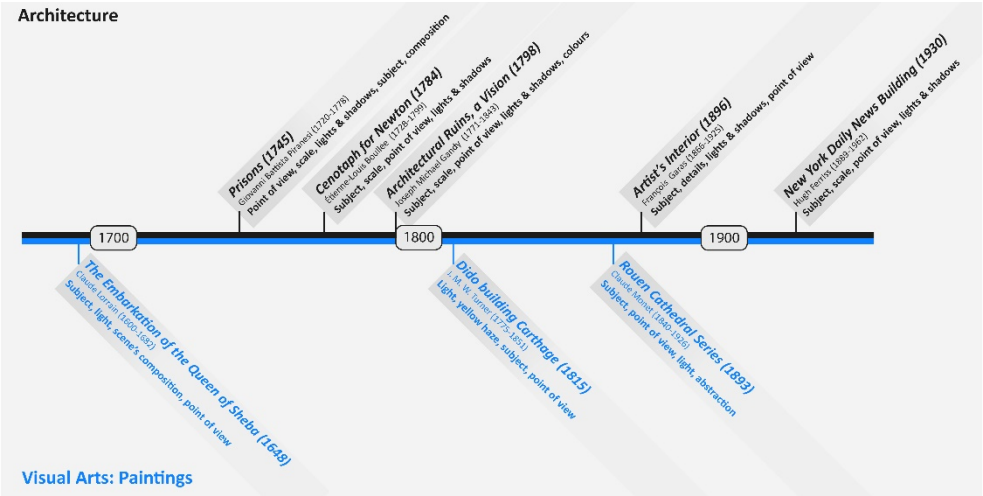 Architecture
Prisons (1745)
Giovanni Battista Piranesi (1720-1778)
Point of view, scale, lights & shadows, subject, composition
Cenotaph for Newton (1784)
Étienne-Louis Boullee (1728-1799)
Subject, scale, point of view, lights & shadows
Architectural Ruins, a Vision (1798)
Joseph Michael Gandy (1771-1843)
Subject, scale, point of view, lights & shadows, colours
Artist's Interior (1896)
François Garas (1866-1925)
Subject, details, lights & shadows, point of view
New York Daily News Building (1930)
Hugh Ferriss (1889-1962)
Subject, scale, point of view, lights & shadows
1700
1800
1900
The Embarkation of the Queen of Sheba (1648)
Claude Lorrain (1600-1682)
Subject, light, scene's composition, point of view
Dido building Carthage (1815)
J. M. W. Turner (1775-1851)
Light, yellow haze, subject, point of view
Rouen Cathedral Series (1893)
Claude Monet (1840-1926)
Subject, point of view, light, abstraction
Visual Arts: Paintings